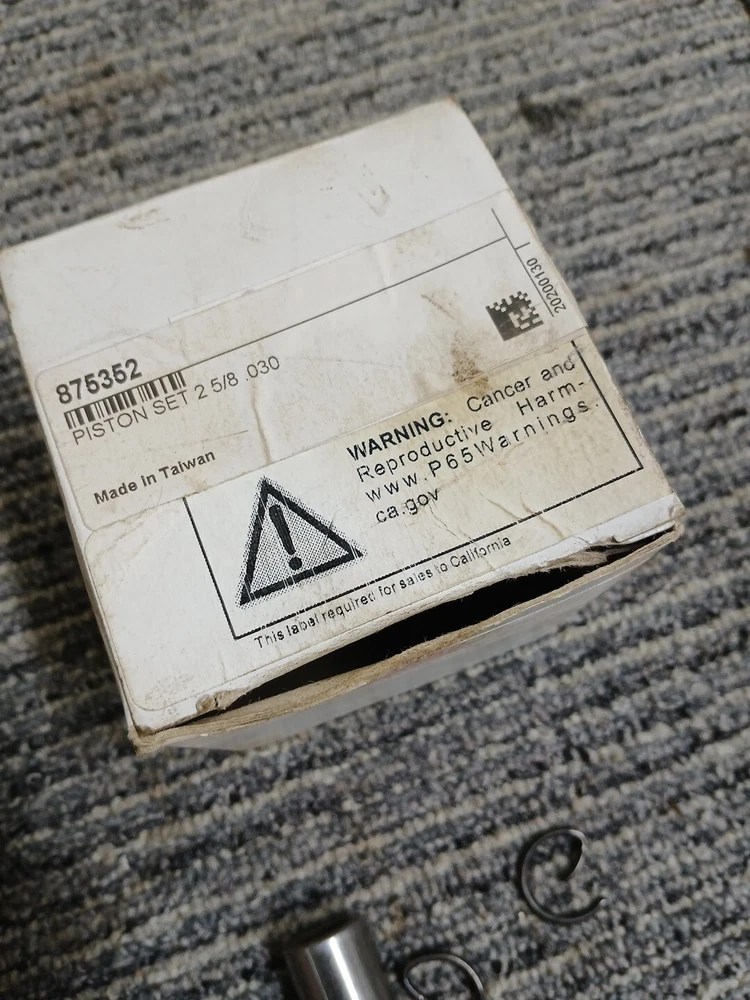 875352
PISTON SET 2 5/8 .030
Made in Taiwan
20200130
WARNING: Cancer and
Reproductive Harm-
www.P65Warnings.
ca.gov
This label required for sales to California